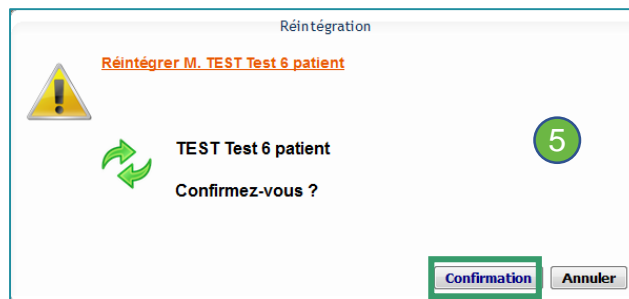 Réintégration
Réintégrer M. TEST Test 6 patient
TEST Test 6 patient
5
Confirmez-vous ?
Confirmation
Annuler